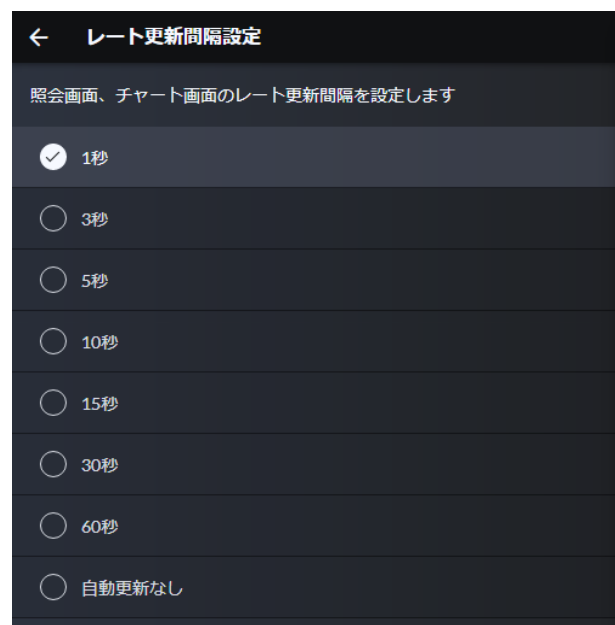 レート更新間隔設定
照会画面、チャート画面のレート更新間隔を設定します
1秒
3秒
5秒
10秒
15秒
30秒
60秒
自動更新なし